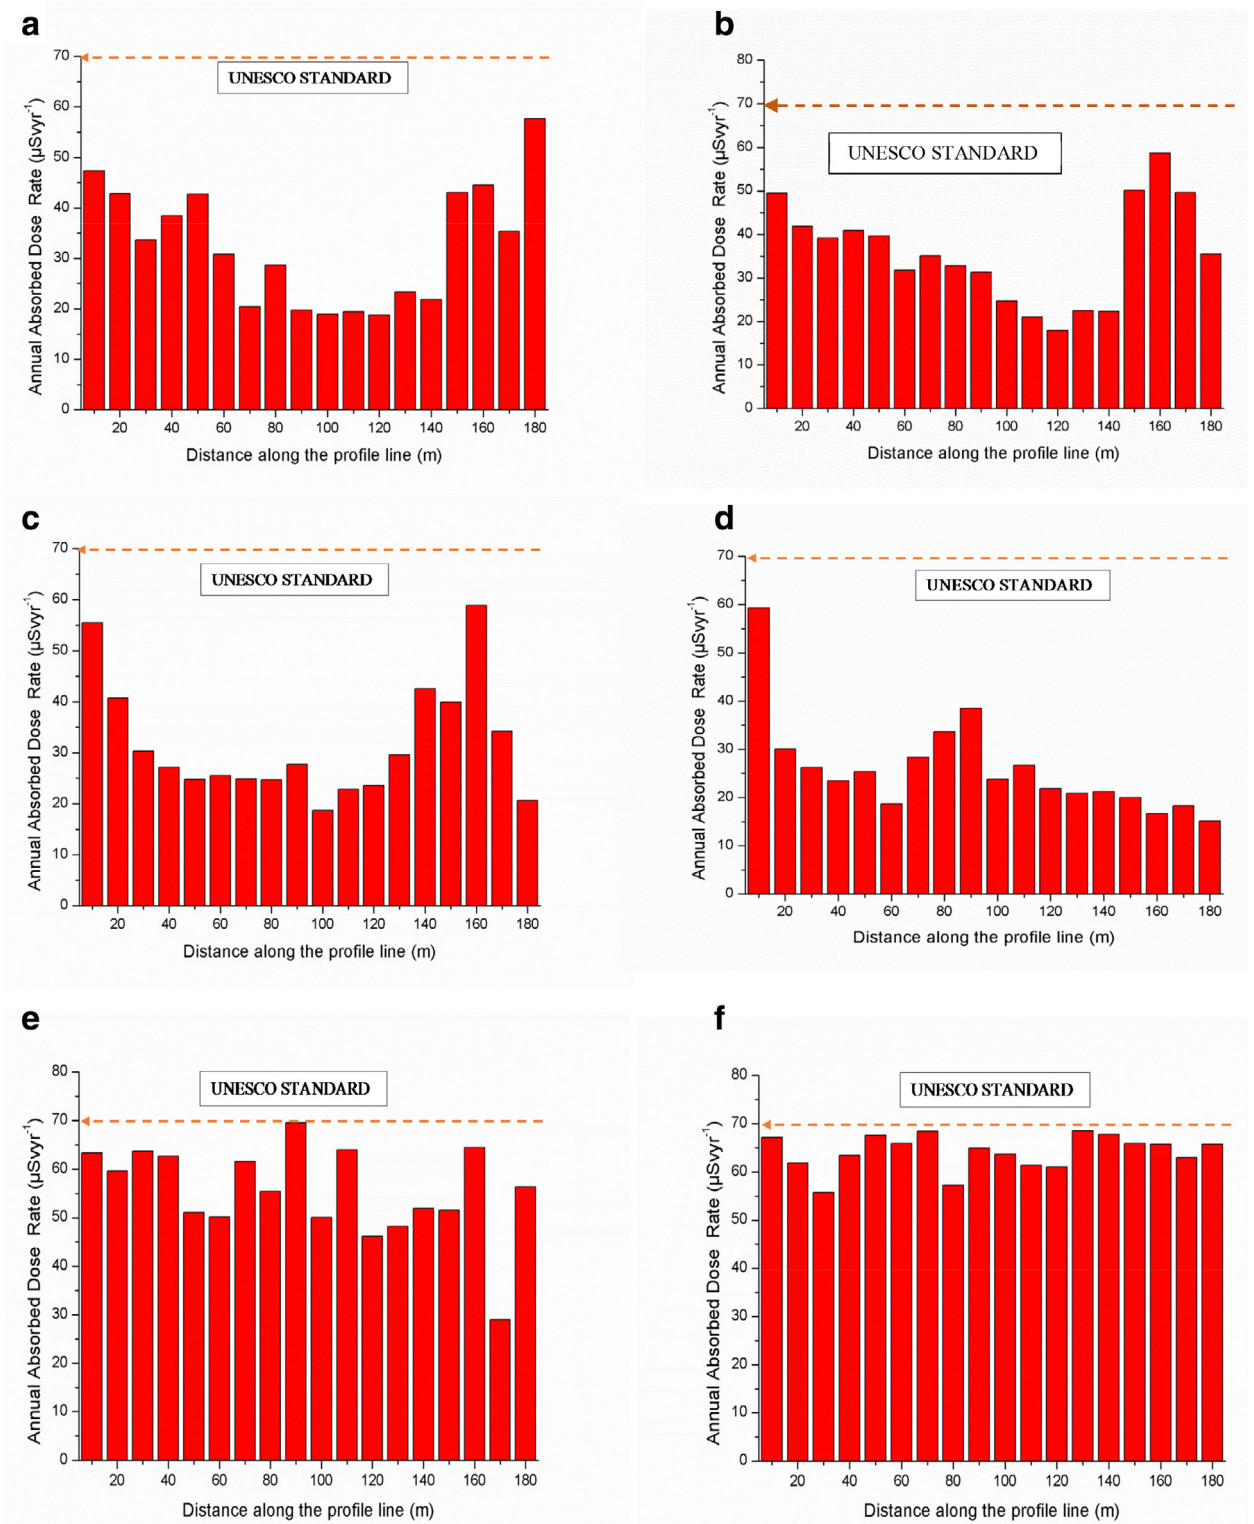 a
70
60
50
40
30
20
10
0
Annual Absorbed Dose Rate (µSvyr⁻¹)
UNESCO STANDARD
20 40 60 80 100 120 140 160 180
Distance along the profile line (m)
b
80
70
60
50
40
30
20
10
0
Annual Absorbed Dose Rate (µSvyr⁻¹)
UNESCO STANDARD
20 40 60 80 100 120 140 160 180
Distance along the profile line (m)
c
70
60
50
40
30
20
10
0
Annual Absorbed Dose Rate (µSvyr⁻¹)
UNESCO STANDARD
20 40 60 80 100 120 140 160 180
Distance along the profile line (m)
d
70
60
50
40
30
20
10
0
Annual Absorbed Dose Rate (µSvyr⁻¹)
UNESCO STANDARD
20 40 60 80 100 120 140 160 180
Distance along the profile line (m)
e
80
70
60
50
40
30
20
10
0
Annual Absorbed Dose Rate (µSvyr⁻¹)
UNESCO STANDARD
20 40 60 80 100 120 140 160 180
Distance along the profile line (m)
f
80
70
60
50
40
30
20
10
0
Annual Absorbed Dose Rate (µSvyr⁻¹)
UNESCO STANDARD
20 40 60 80 100 120 140 160 180
Distance along the profile line (m)